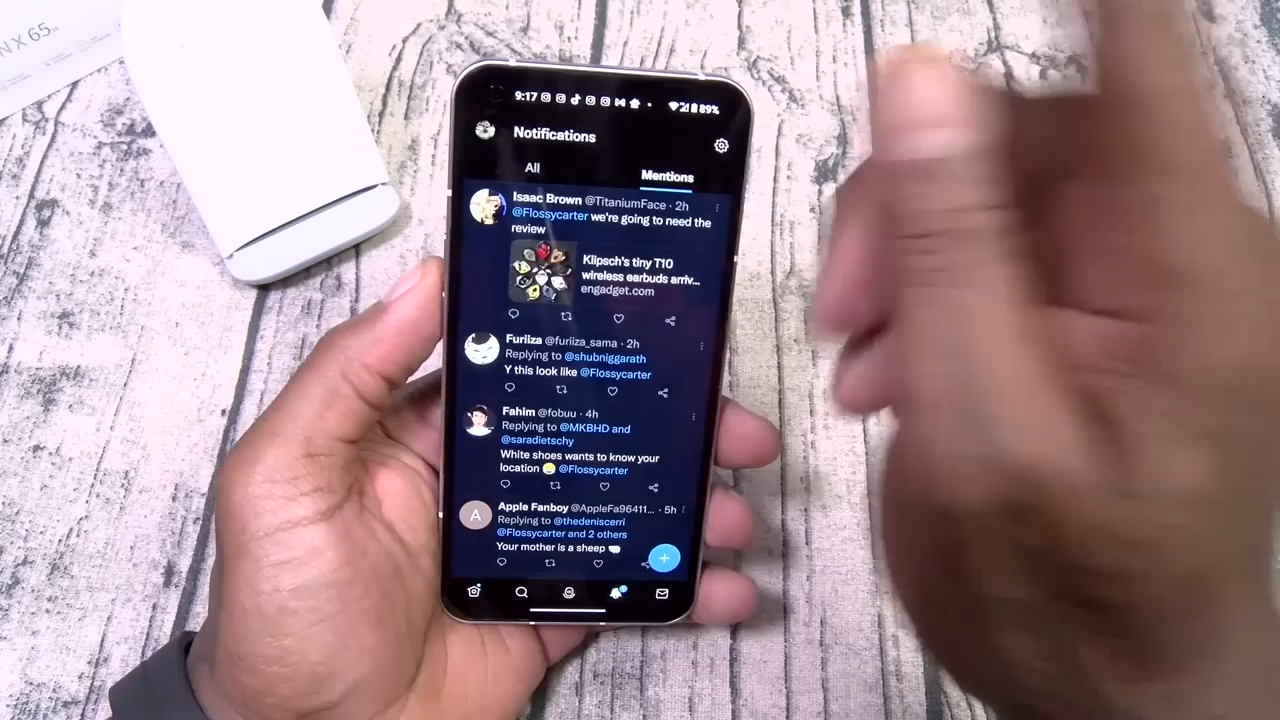 N X 65w
9:17
89%
Notifications
All
Mentions
Isaac Brown @TitaniumFace · 2h
@Flossycarter we're going to need the
review
Klipsch's tiny T10
wireless earbuds arriv...
engadget.com
Furiiza @furiiza_sama · 2h
Replying to @shubniggarath
Y this look like @Flossycarter
Fahim @fobuu · 4h
Replying to @MKBHD and
@saradietschy
White shoes wants to know your
location 😂 @Flossycarter
A
Apple Fanboy @AppleFa96411... · 5h
Replying to @thedeniscerri
@Flossycarter and 2 others
Your mother is a sheep 🐑